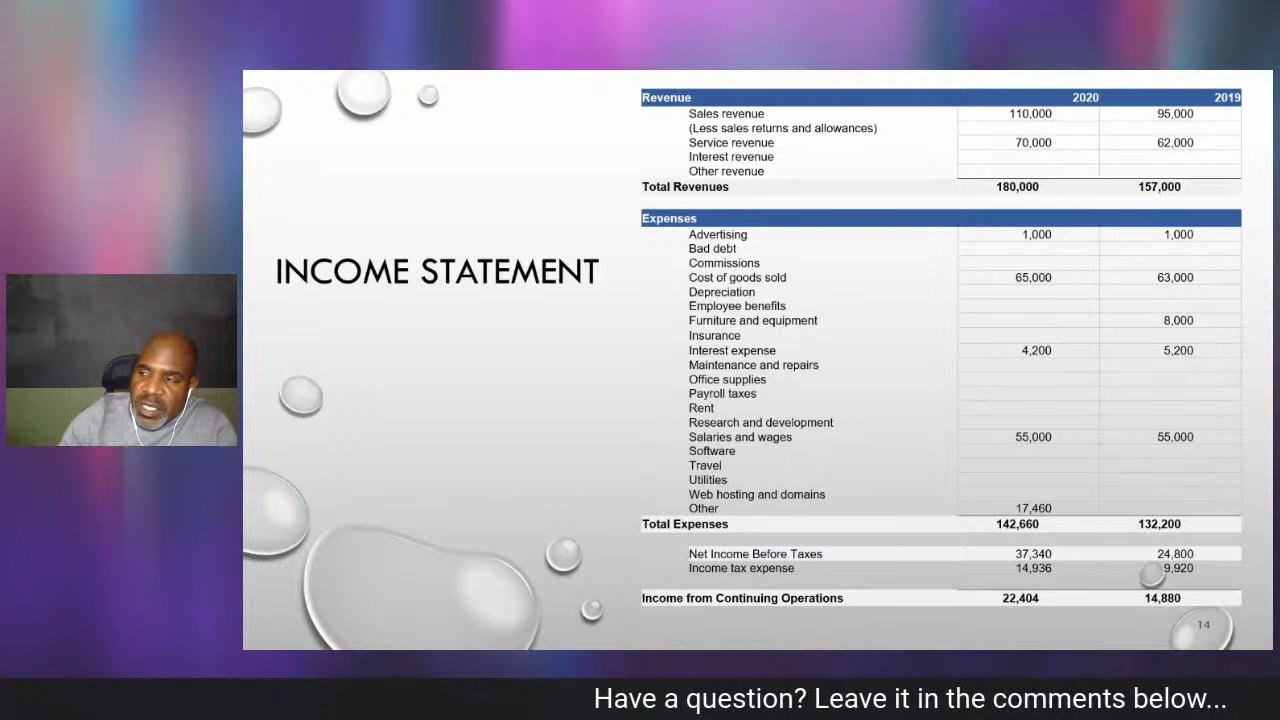 INCOME STATEMENT
Revenue 2020 2019
Sales revenue 110,000 95,000
(Less sales returns and allowances)
Service revenue 70,000 62,000
Interest revenue
Other revenue
Total Revenues 180,000 157,000
Expenses
Advertising 1,000 1,000
Bad debt
Commissions
Cost of goods sold 65,000 63,000
Depreciation
Employee benefits
Furniture and equipment 8,000
Insurance
Interest expense 4,200 5,200
Maintenance and repairs
Office supplies
Payroll taxes
Rent
Research and development
Salaries and wages 55,000 55,000
Software
Travel
Utilities
Web hosting and domains
Other 17,460
Total Expenses 142,660 132,200
Net Income Before Taxes 37,340 24,800
Income tax expense 14,936 9,920
Income from Continuing Operations 22,404 14,880
14
Have a question? Leave it in the comments below...